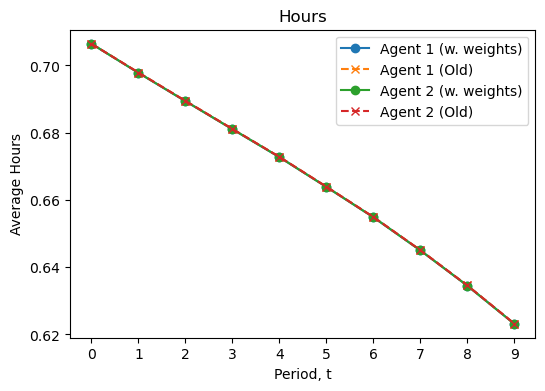 Hours
Agent 1 (w. weights)
Agent 1 (Old)
Agent 2 (w. weights)
Agent 2 (Old)
Average Hours
0.70
0.68
0.66
0.64
0.62
0 1 2 3 4 5 6 7 8 9
Period, t